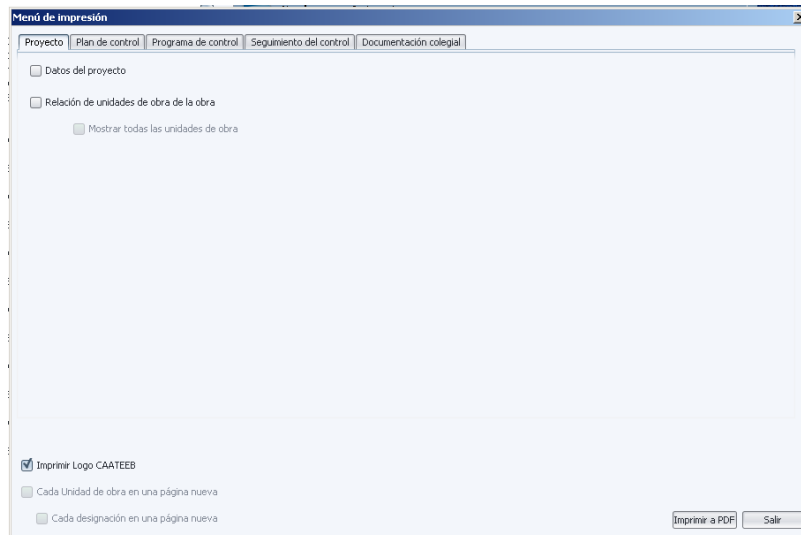 Menú de impresión
Proyecto Plan de control Programa de control Seguimiento del control Documentación colegial
Datos del proyecto
Relación de unidades de obra de la obra
Mostrar todas las unidades de obra
Imprimir Logo CAATEEB
Cada Unidad de obra en una página nueva
Cada designación en una página nueva
Imprimir a PDF Salir